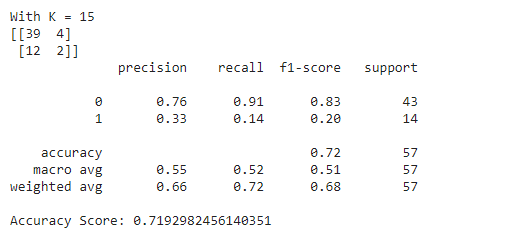 With K = 15
[[39  4]
 [12  2]]
              precision    recall  f1-score   support

           0       0.76      0.91      0.83        43
           1       0.33      0.14      0.20        14

    accuracy                           0.72        57
   macro avg       0.55      0.52      0.51        57
weighted avg       0.66      0.72      0.68        57

Accuracy Score: 0.7192982456140351